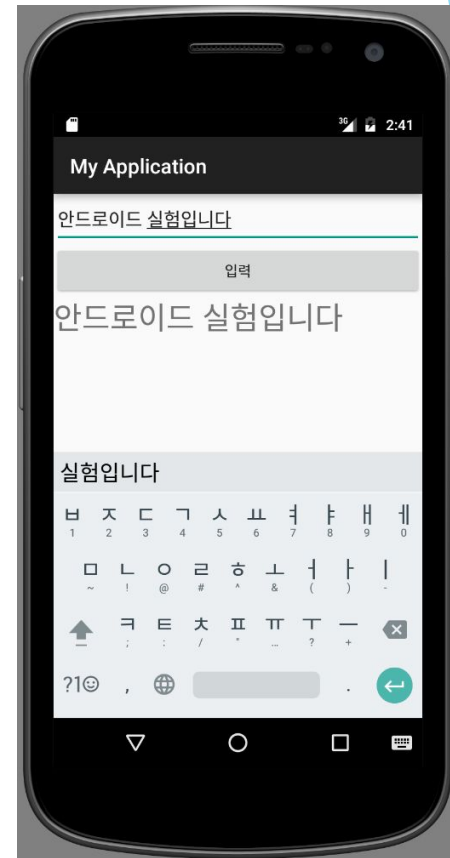 3G 2:41
My Application
안드로이드 실험입니다
입력
안드로이드 실험입니다
실험입니다
ㅂ ㅈ ㄷ ㄱ ㅅ ㅛ ㅕ ㅑ ㅐ ㅔ
1 2 3 4 5 6 7 8 9 0
ㅁ ㄴ ㅇ ㄹ ㅎ ㅗ ㅓ ㅏ ㅣ
~ ! @ # ^ & ( ) -
ㅋ ㅌ ㅊ ㅍ ㅠ ㅜ ㅡ
; : / " … ? +
?1☺ , .